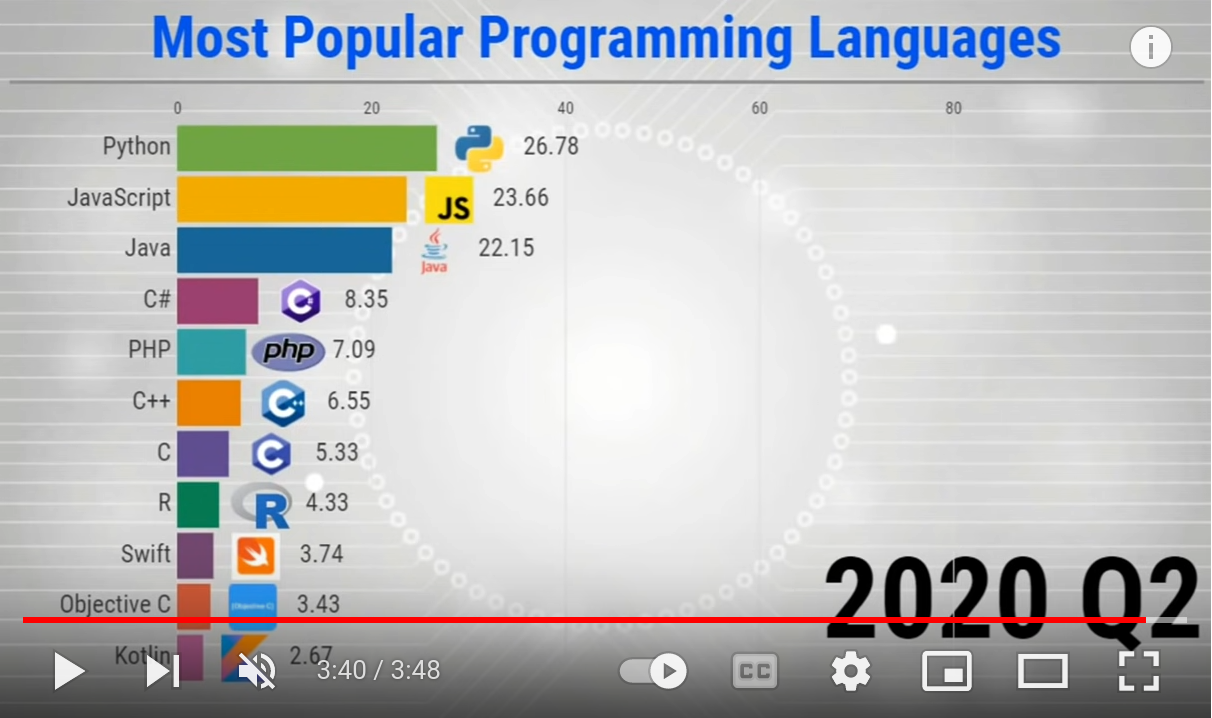 Most Popular Programming Languages
i
0 20 40 60 80
Python 26.78
JavaScript JS 23.66
Java Java 22.15
C# C# 8.35
PHP php 7.09
C++ C++ 6.55
C C 5.33
R R 4.33
Swift 3.74
Objective C {Objective C} 3.43
2020 Q2
Kotlin 2.67
3:40 / 3:48 CC